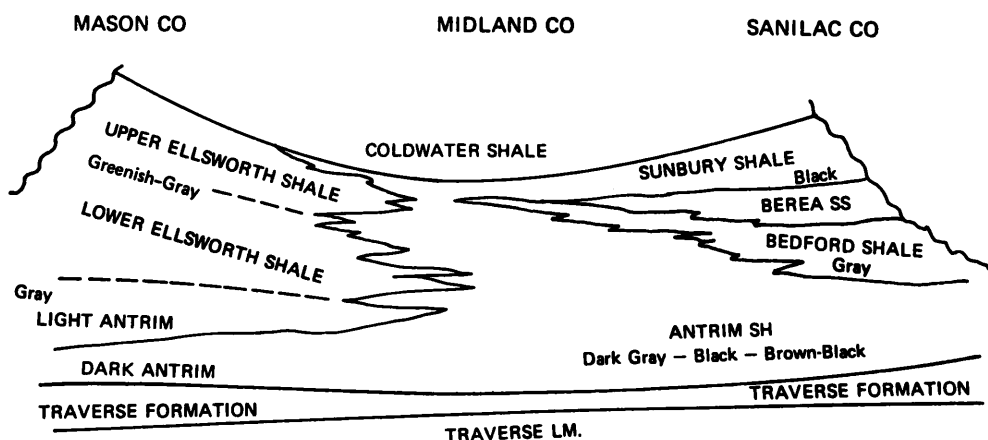 MASON CO
MIDLAND CO
SANILAC CO
UPPER ELLSWORTH SHALE
Greenish-Gray
LOWER ELLSWORTH SHALE
Gray
LIGHT ANTRIM
DARK ANTRIM
TRAVERSE FORMATION
COLDWATER SHALE
SUNBURY SHALE
Black
BEREA SS
BEDFORD SHALE
Gray
ANTRIM SH
Dark Gray — Black — Brown-Black
TRAVERSE FORMATION
TRAVERSE LM.